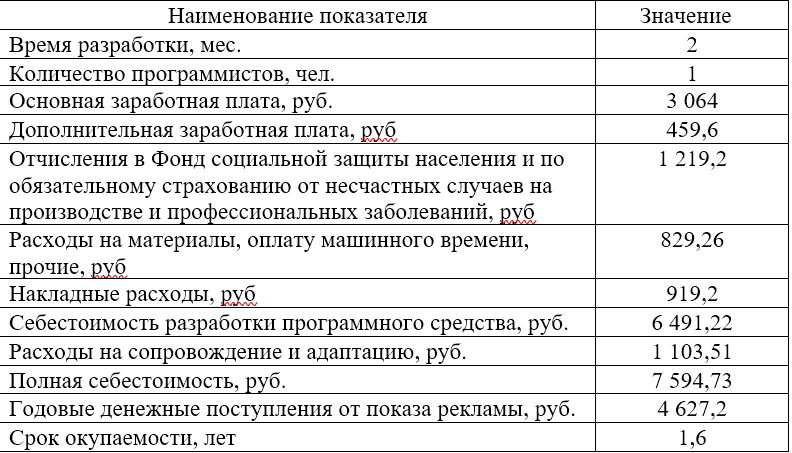 Наименование показателя Значение
Время разработки, мес. 2
Количество программистов, чел. 1
Основная заработная плата, руб. 3 064
Дополнительная заработная плата, руб 459,6
Отчисления в Фонд социальной защиты населения и по 1 219,2
обязательному страхованию от несчастных случаев на
производстве и профессиональных заболеваний, руб
Расходы на материалы, оплату машинного времени, 829,26
прочие, руб
Накладные расходы, руб 919,2
Себестоимость разработки программного средства, руб. 6 491,22
Расходы на сопровождение и адаптацию, руб. 1 103,51
Полная себестоимость, руб. 7 594,73
Годовые денежные поступления от показа рекламы, руб. 4 627,2
Срок окупаемости, лет 1,6